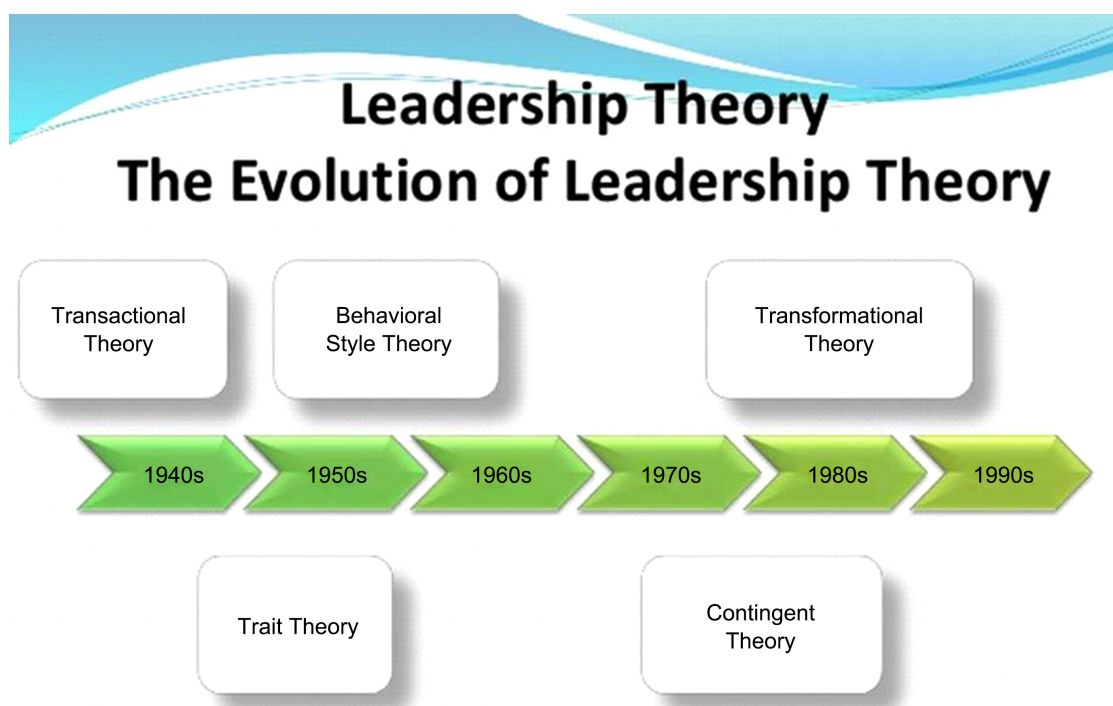 Leadership Theory
The Evolution of Leadership Theory
Transactional
Theory
Behavioral
Style Theory
Transformational
Theory
1940s
1950s
1960s
1970s
1980s
1990s
Trait Theory
Contingent
Theory